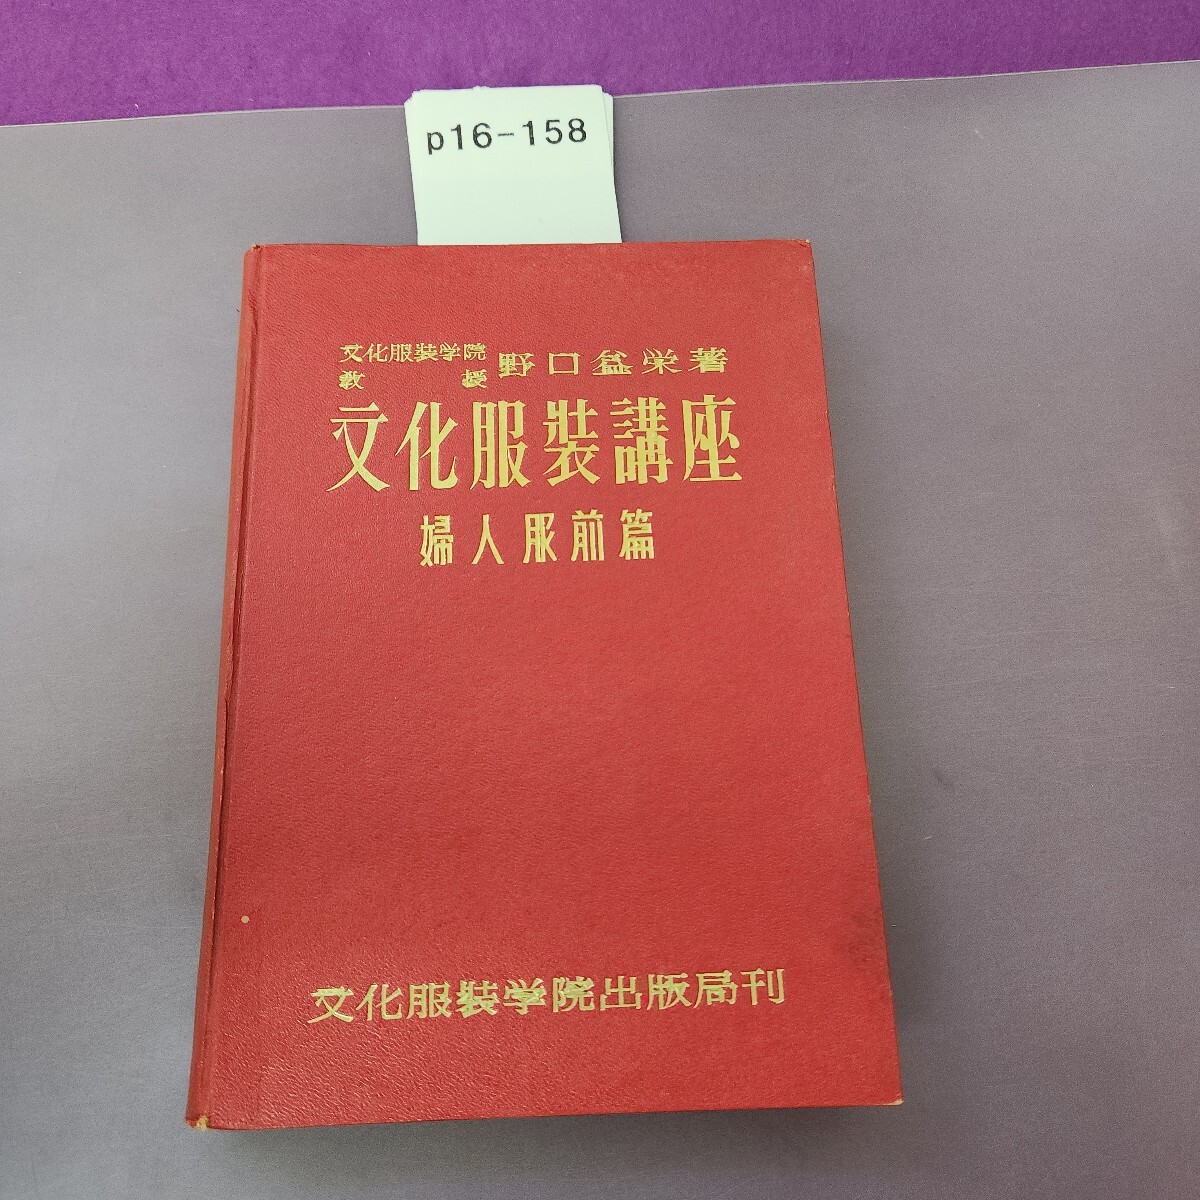 p16-158
文化服装学院
教授
野口益栄著
文化服装講座
婦人服前篇
文化服装学院出版局刊